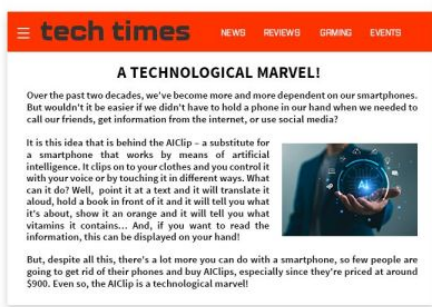 tech times
NEWS REVIEWS GAMING EVENTS
A TECHNOLOGICAL MARVEL!
Over the past two decades, we've become more and more dependent on our smartphones.
But wouldn't it be easier if we didn't have to hold a phone in our hand when we needed to
call our friends, get information from the internet, or use social media?
It is this idea that is behind the AIClip – a substitute for
a smartphone that works by means of artificial
intelligence. It clips on to your clothes and you control it
with your voice or by touching it in different ways. What
can it do? Well, point it at a text and it will translate it
aloud, hold a book in front of it and it will tell you what
it's about, show it an orange and it will tell you what
vitamins it contains... And, if you want to read the
information, this can be displayed on your hand!
AI
But, despite all this, there's a lot more you can do with a smartphone, so few people are
going to get rid of their phones and buy AIClips, especially since they're priced at around
$900. Even so, the AIClip is a technological marvel!